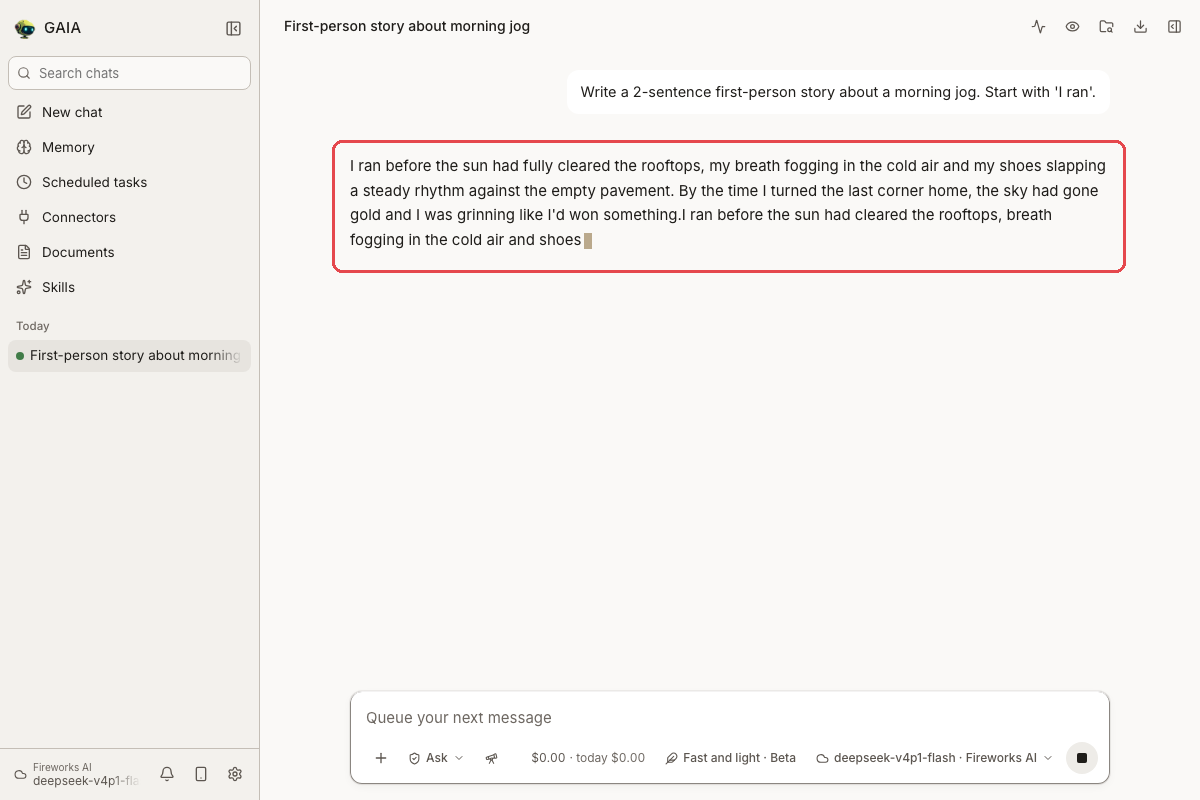 GAIA
First-person story about morning jog
Search chats
New chat
Memory
Scheduled tasks
Connectors
Documents
Skills
Today
First-person story about morning
Write a 2-sentence first-person story about a morning jog. Start with 'I ran'.
I ran before the sun had fully cleared the rooftops, my breath fogging in the cold air and my shoes slapping
a steady rhythm against the empty pavement. By the time I turned the last corner home, the sky had gone
gold and I was grinning like I'd won something.I ran before the sun had cleared the rooftops, breath
fogging in the cold air and shoes
Queue your next message
Ask
$0.00 · today $0.00
Fast and light · Beta
deepseek-v4p1-flash · Fireworks AI
Fireworks AI
deepseek-v4p1-fla